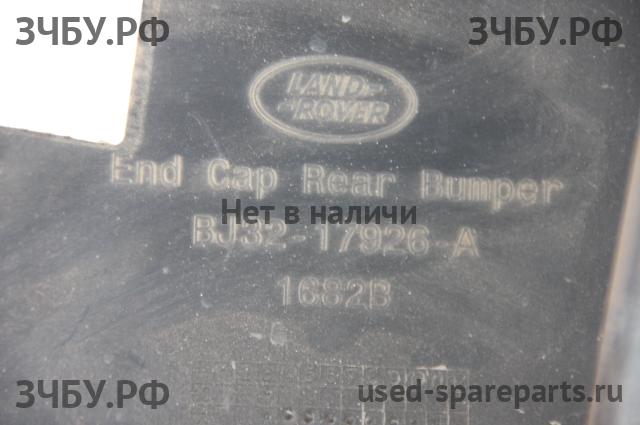 ЗЧБУ.РФ ЗЧБУ.РФ
LAND-
-ROVER
End Cap Rear Bumper
Нет в наличии
BJ32-17926-A
1682B
ЗЧБУ.РФ used-spareparts.ru